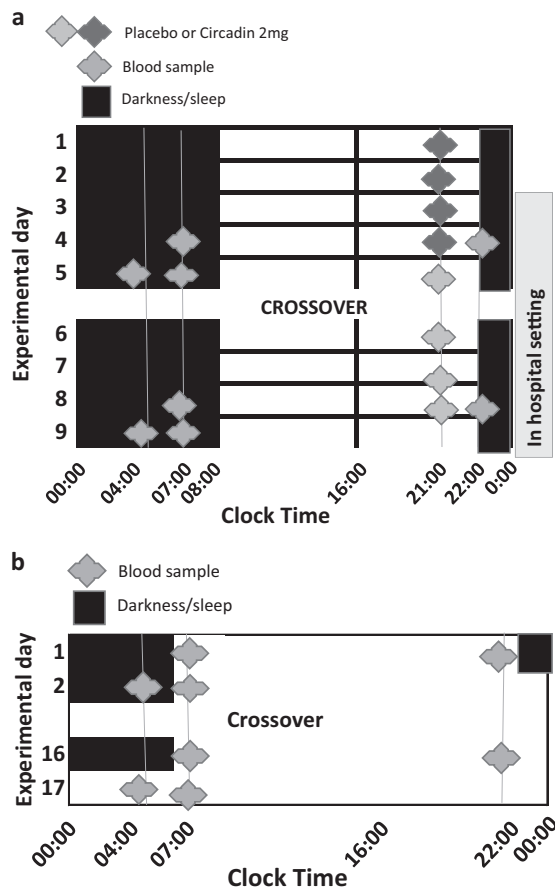 a
Placebo or Circadin 2mg
Blood sample
Darkness/sleep
Experimental day
1
2
3
4
5
CROSSOVER
6
7
8
9
In hospital setting
00:00
04:00
07:00
08:00
16:00
21:00
22:00
0:00
Clock Time
b
Blood sample
Darkness/sleep
Experimental day
1
2
Crossover
16
17
00:00
04:00
07:00
16:00
22:00
00:00
Clock Time